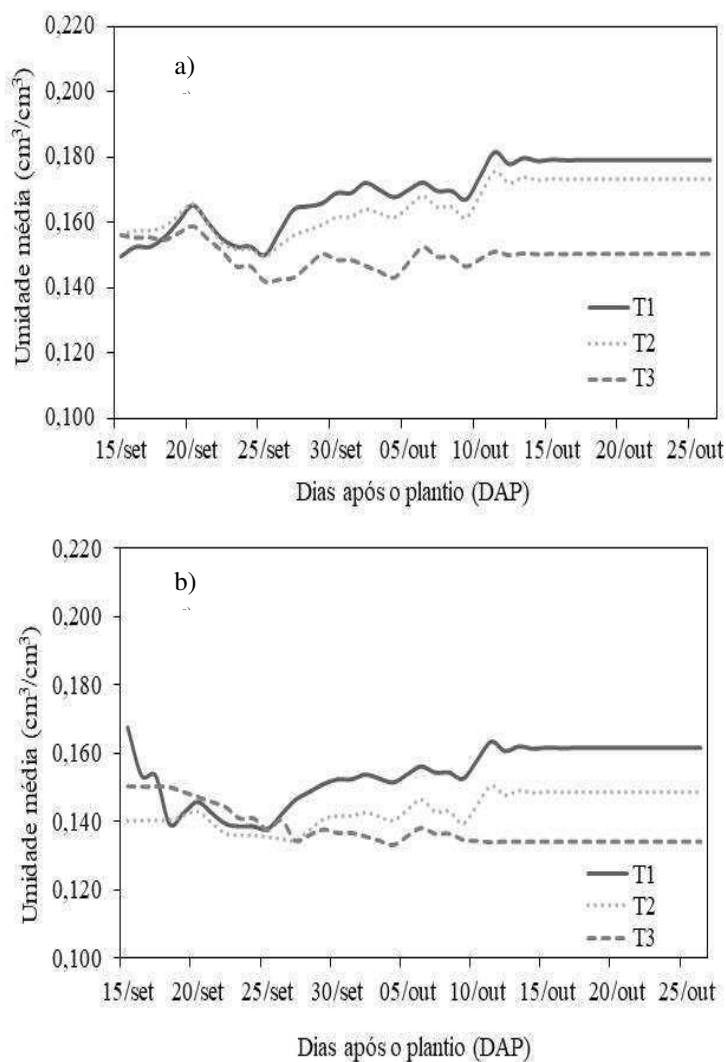 a)
Umidade média (cm³/cm³)
0,220
0,200
0,180
0,160
0,140
0,120
0,100
T1
T2
T3
15/set 20/set 25/set 30/set 05/out 10/out 15/out 20/out 25/out
Dias após o plantio (DAP)
b)
Umidade média (cm³/cm³)
0,220
0,200
0,180
0,160
0,140
0,120
0,100
T1
T2
T3
15/set 20/set 25/set 30/set 05/out 10/out 15/out 20/out 25/out
Dias após o plantio (DAP)